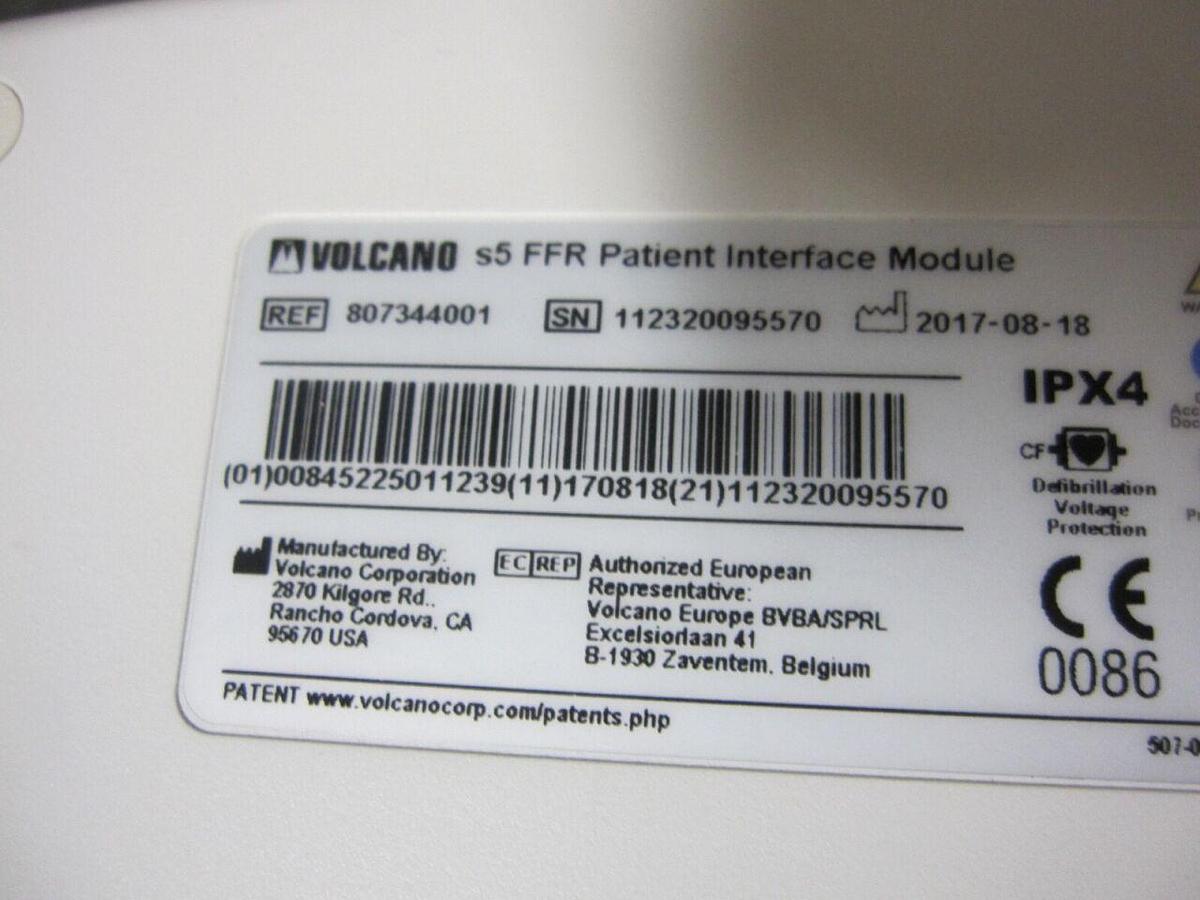 VOLCANO s5 FFR Patient Interface Module
REF 807344001 SN 112320095570 2017-08-18
IPX4
(01)00845225011239(11)170818(21)112320095570
CF
Defibrillation
Voltage
Protection
Manufactured By:
Volcano Corporation
2870 Kilgore Rd.,
Rancho Cordova, CA
95670 USA
EC REP Authorized European
Representative:
Volcano Europe BVBA/SPRL
Excelsiorlaan 41
B-1930 Zaventem, Belgium
CE
0086
PATENT www.volcanocorp.com/patents.php
507-0